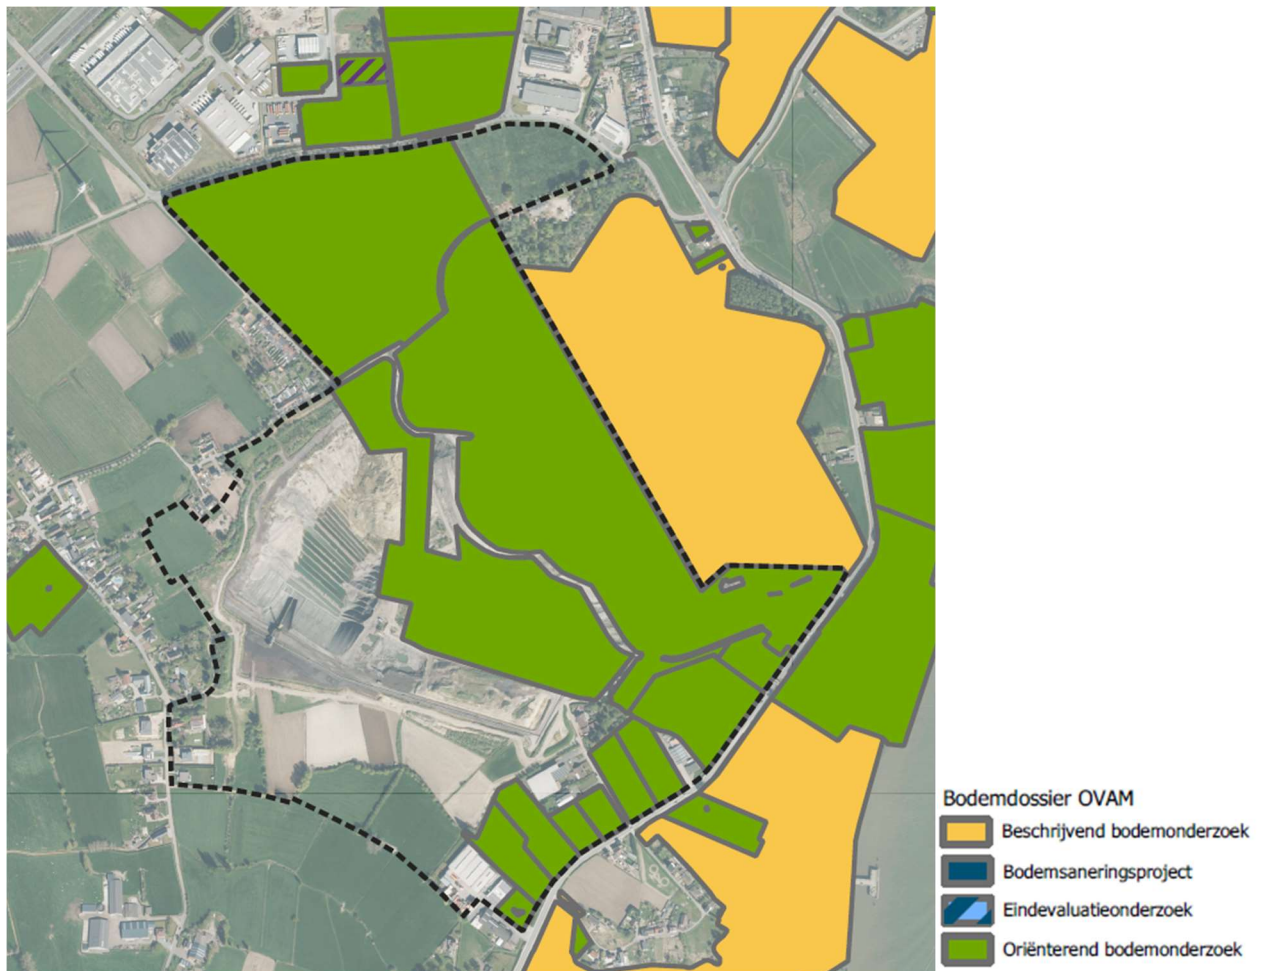 Bodemdossier OVAM
Beschrijvend bodemonderzoek
Bodemsaneringsproject
Eindevaluatieonderzoek
Oriënterend bodemonderzoek